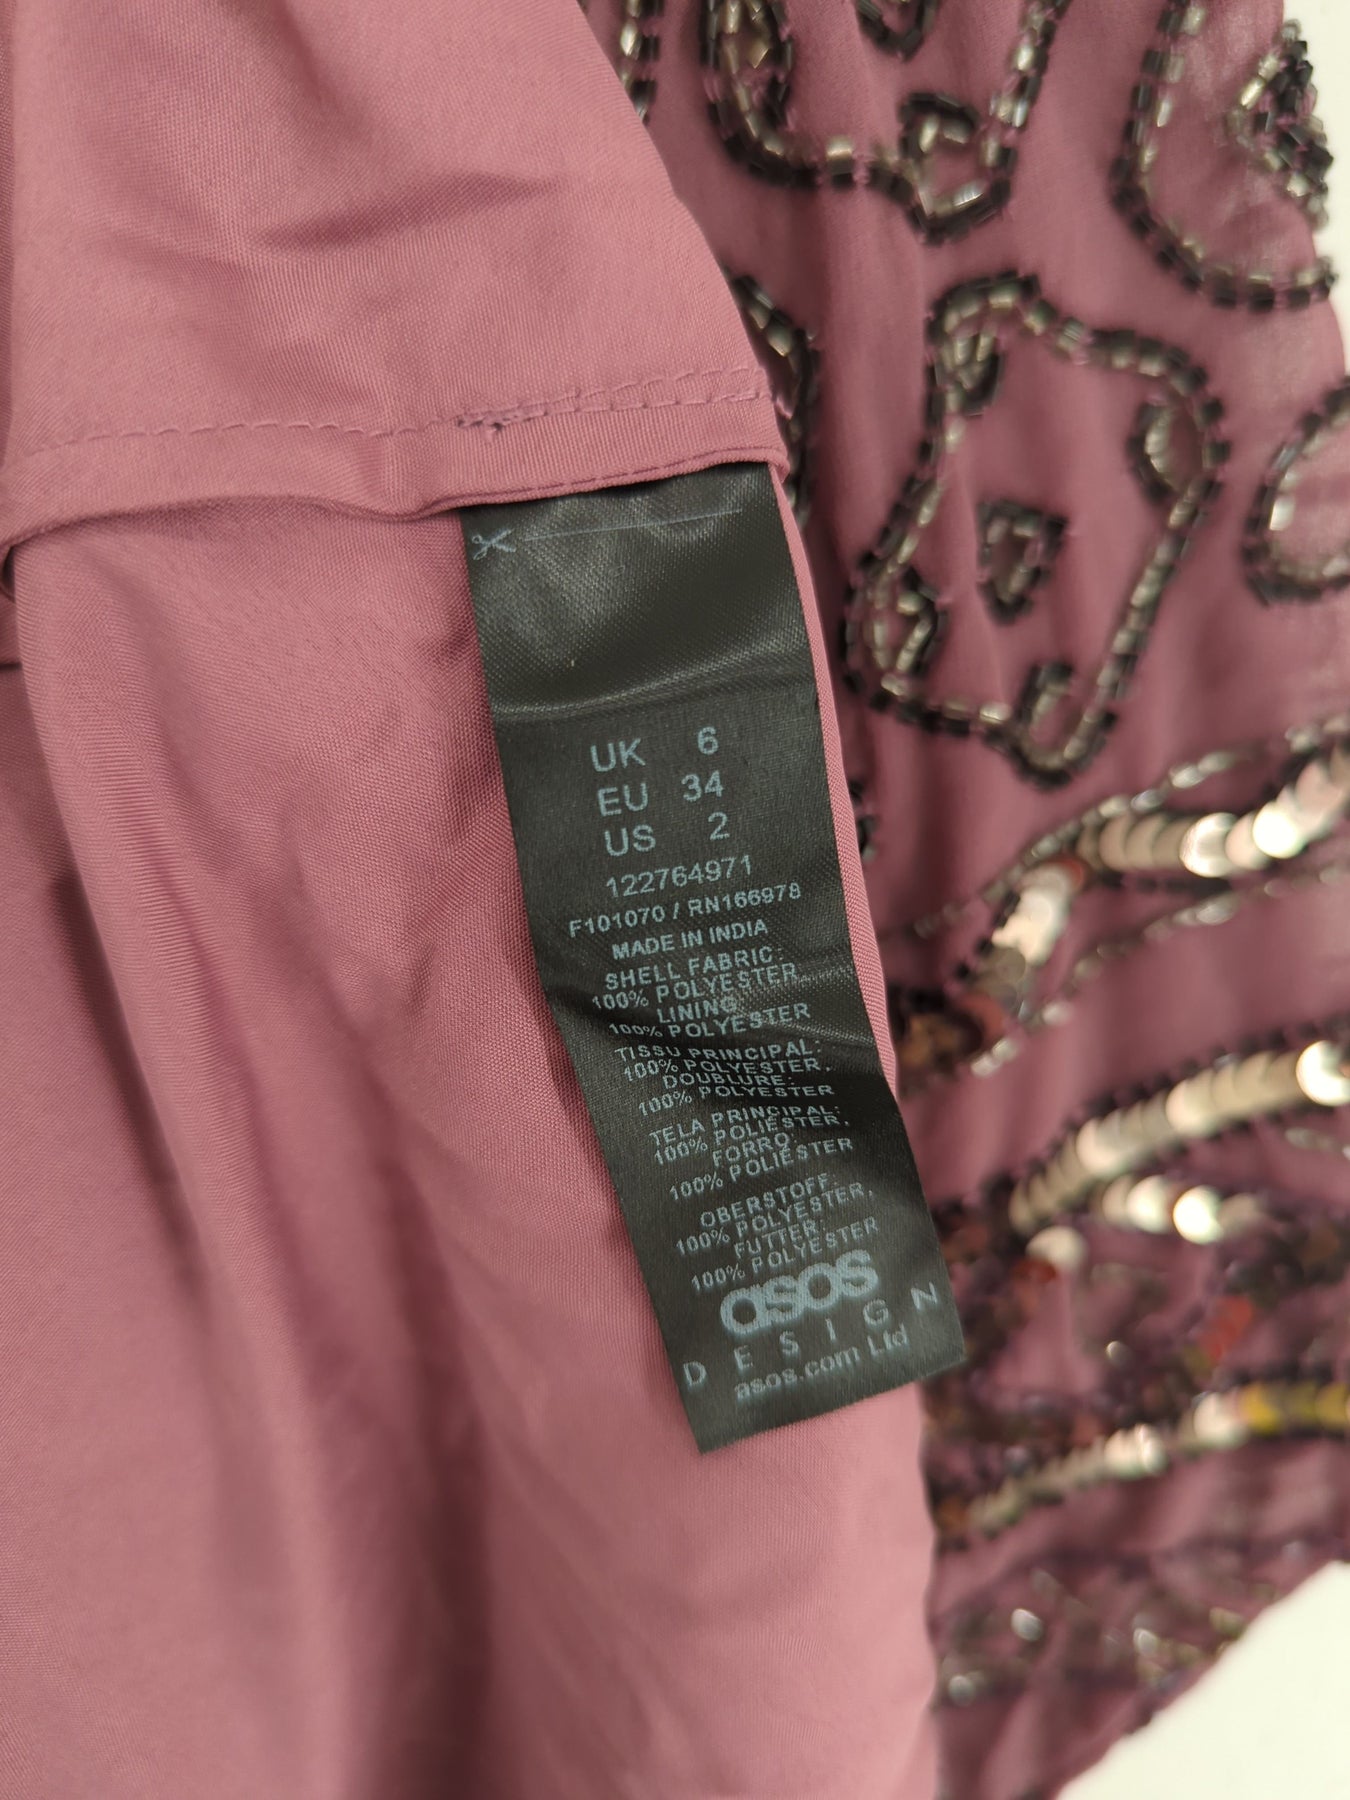 UK 6
EU 34
US 2
122764971
F101070 / RN166978
MADE IN INDIA
SHELL FABRIC:
100% POLYESTER.
LINING:
100% POLYESTER
TISSU PRINCIPAL:
100% POLYESTER.
DOUBLURE:
100% POLYESTER
TELA PRINCIPAL:
100% POLIÉSTER.
FORRO:
100% POLIÉSTER
OBERSTOFF:
100% POLYESTER.
FUTTER:
100% POLYESTER
asos
DESIGN
asos.com Ltd